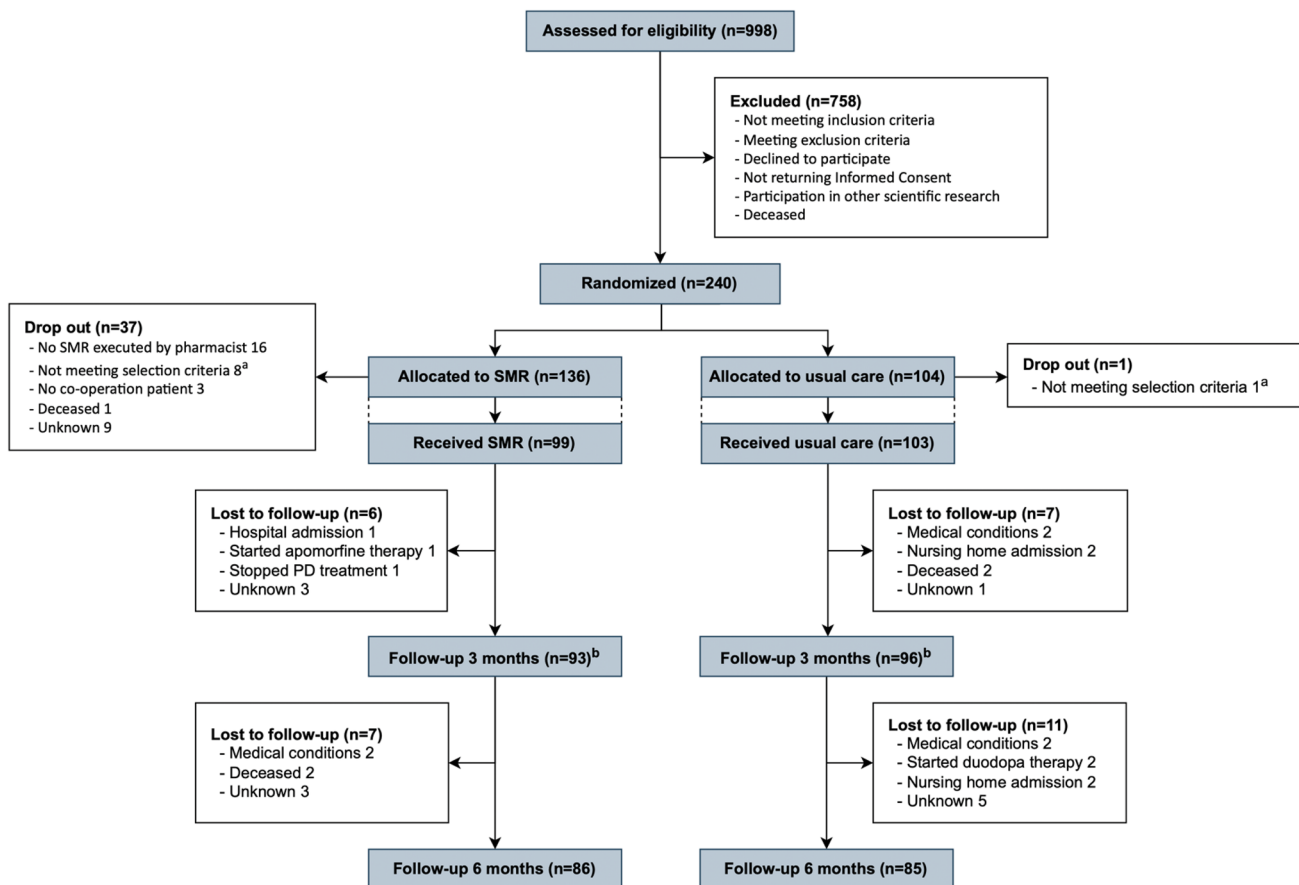 Assessed for eligibility (n=998)
Excluded (n=758)
- Not meeting inclusion criteria
- Meeting exclusion criteria
- Declined to participate
- Not returning Informed Consent
- Participation in other scientific research
- Deceased
Randomized (n=240)
Drop out (n=37)
- No SMR executed by pharmacist 16
- Not meeting selection criteria 8a
- No co-operation patient 3
- Deceased 1
- Unknown 9
Allocated to SMR (n=136)
Allocated to usual care (n=104)
Drop out (n=1)
- Not meeting selection criteria 1a
Received SMR (n=99)
Received usual care (n=103)
Lost to follow-up (n=6)
- Hospital admission 1
- Started apomorfine therapy 1
- Stopped PD treatment 1
- Unknown 3
Lost to follow-up (n=7)
- Medical conditions 2
- Nursing home admission 2
- Deceased 2
- Unknown 1
Follow-up 3 months (n=93)b
Follow-up 3 months (n=96)b
Lost to follow-up (n=7)
- Medical conditions 2
- Deceased 2
- Unknown 3
Lost to follow-up (n=11)
- Medical conditions 2
- Started duodopa therapy 2
- Nursing home admission 2
- Unknown 5
Follow-up 6 months (n=86)
Follow-up 6 months (n=85)